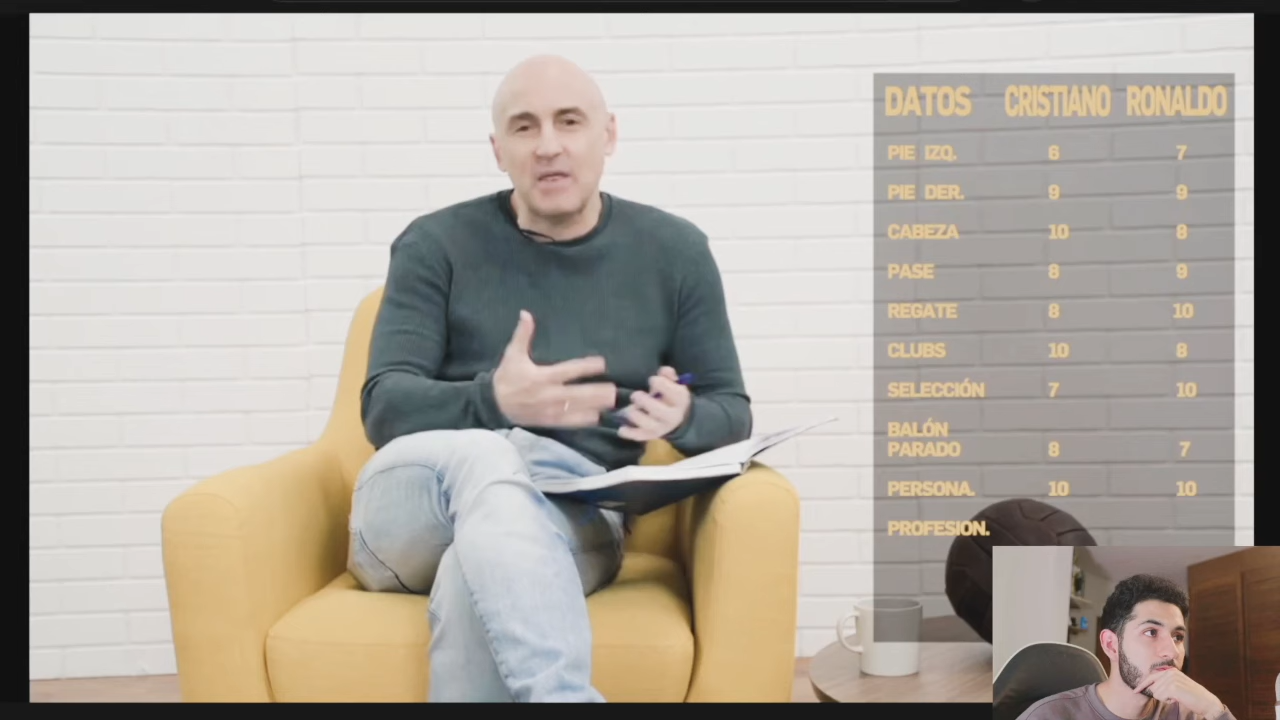 DATOS CRISTIANO RONALDO
PIE IZQ. 6 7
PIE DER. 9 9
CABEZA 10 8
PASE 8 9
REGATE 8 10
CLUBS 10 8
SELECCIÓN 7 10
BALÓN
PARADO 8 7
PERSONA. 10 10
PROFESION.